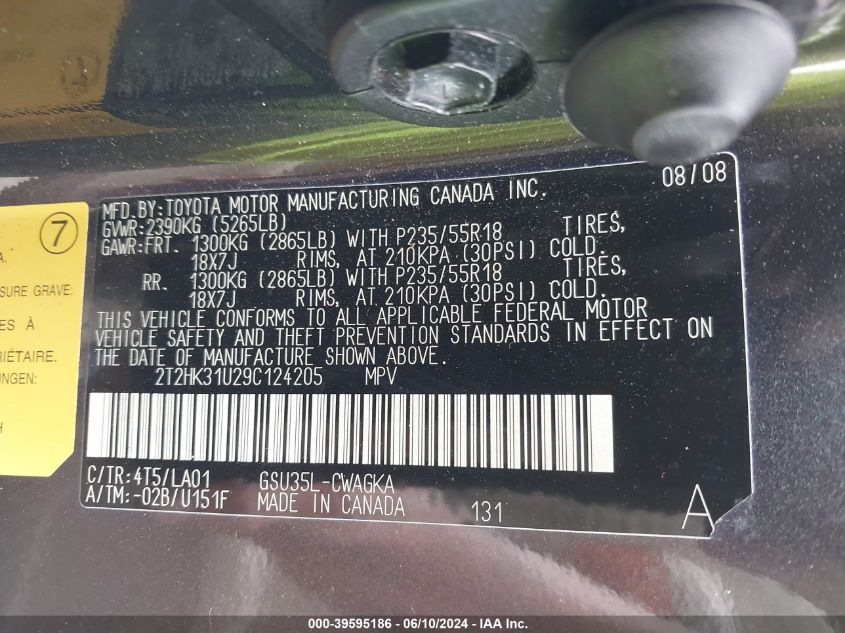 7
A.
SURE GRAVE:
ES À
RIÉTAIRE.
UNGEN:
H
MFD.BY:TOYOTA MOTOR MANUFACTURING CANADA INC. 08/08
GVWR:2390KG (5265LB)
GAWR:FRT. 1300KG (2865LB) WITH P235/55R18 TIRES,
18X7J RIMS, AT 210KPA (30PSI) COLD.
RR. 1300KG (2865LB) WITH P235/55R18 TIRES,
18X7J RIMS, AT 210KPA (30PSI) COLD.
THIS VEHICLE CONFORMS TO ALL APPLICABLE FEDERAL MOTOR
VEHICLE SAFETY AND THEFT PREVENTION STANDARDS IN EFFECT ON
THE DATE OF MANUFACTURE SHOWN ABOVE.
2T2HK31U29C124205 MPV
C/TR:4T5/LA01 GSU35L-CWAGKA
A/TM:-02B/U151F MADE IN CANADA 131 A
000-39595186 - 06/10/2024 - IAA Inc.